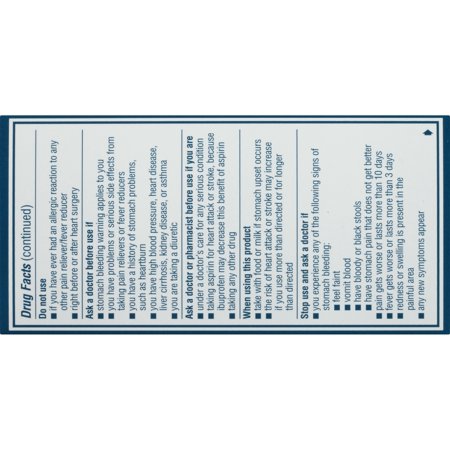 Drug Facts (continued)
Do not use
■ if you have ever had an allergic reaction to any
other pain reliever/fever reducer
■ right before or after heart surgery
Ask a doctor before use if
■ stomach bleeding warning applies to you
■ you have problems or serious side effects from
taking pain relievers or fever reducers
■ you have a history of stomach problems,
such as heartburn
■ you have high blood pressure, heart disease,
liver cirrhosis, kidney disease, or asthma
■ you are taking a diuretic
Ask a doctor or pharmacist before use if you are
■ under a doctor's care for any serious condition
■ taking aspirin for heart attack or stroke, because
ibuprofen may decrease this benefit of aspirin
■ taking any other drug
When using this product
■ take with food or milk if stomach upset occurs
■ the risk of heart attack or stroke may increase
if you use more than directed or for longer
than directed
Stop use and ask a doctor if
■ you experience any of the following signs of
stomach bleeding:
■ feel faint
■ vomit blood
■ have bloody or black stools
■ have stomach pain that does not get better
■ pain gets worse or lasts more than 10 days
■ fever gets worse or lasts more than 3 days
■ redness or swelling is present in the
painful area
■ any new symptoms appear